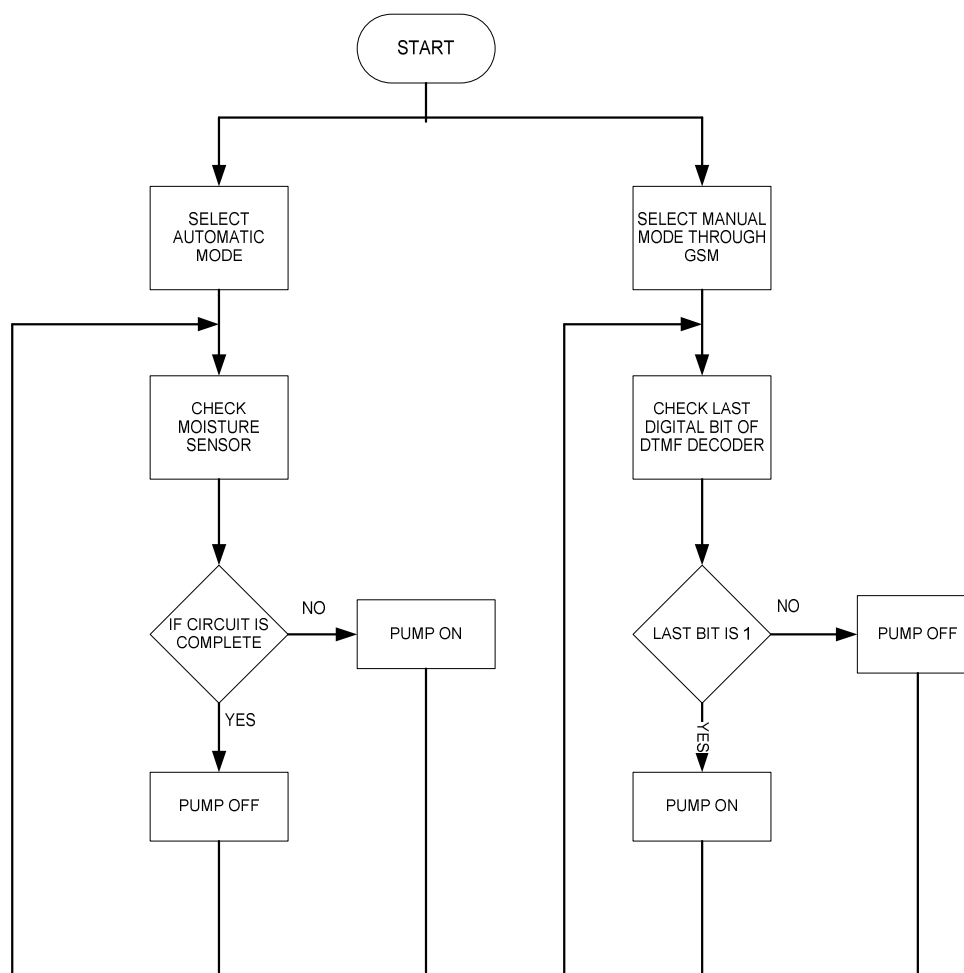 START
SELECT
AUTOMATIC
MODE
SELECT MANUAL
MODE THROUGH
GSM
CHECK
MOISTURE
SENSOR
CHECK LAST
DIGITAL BIT OF
DTMF DECODER
IF CIRCUIT IS
COMPLETE
NO
PUMP ON
LAST BIT IS 1
NO
PUMP OFF
YES
YES
PUMP OFF
PUMP ON